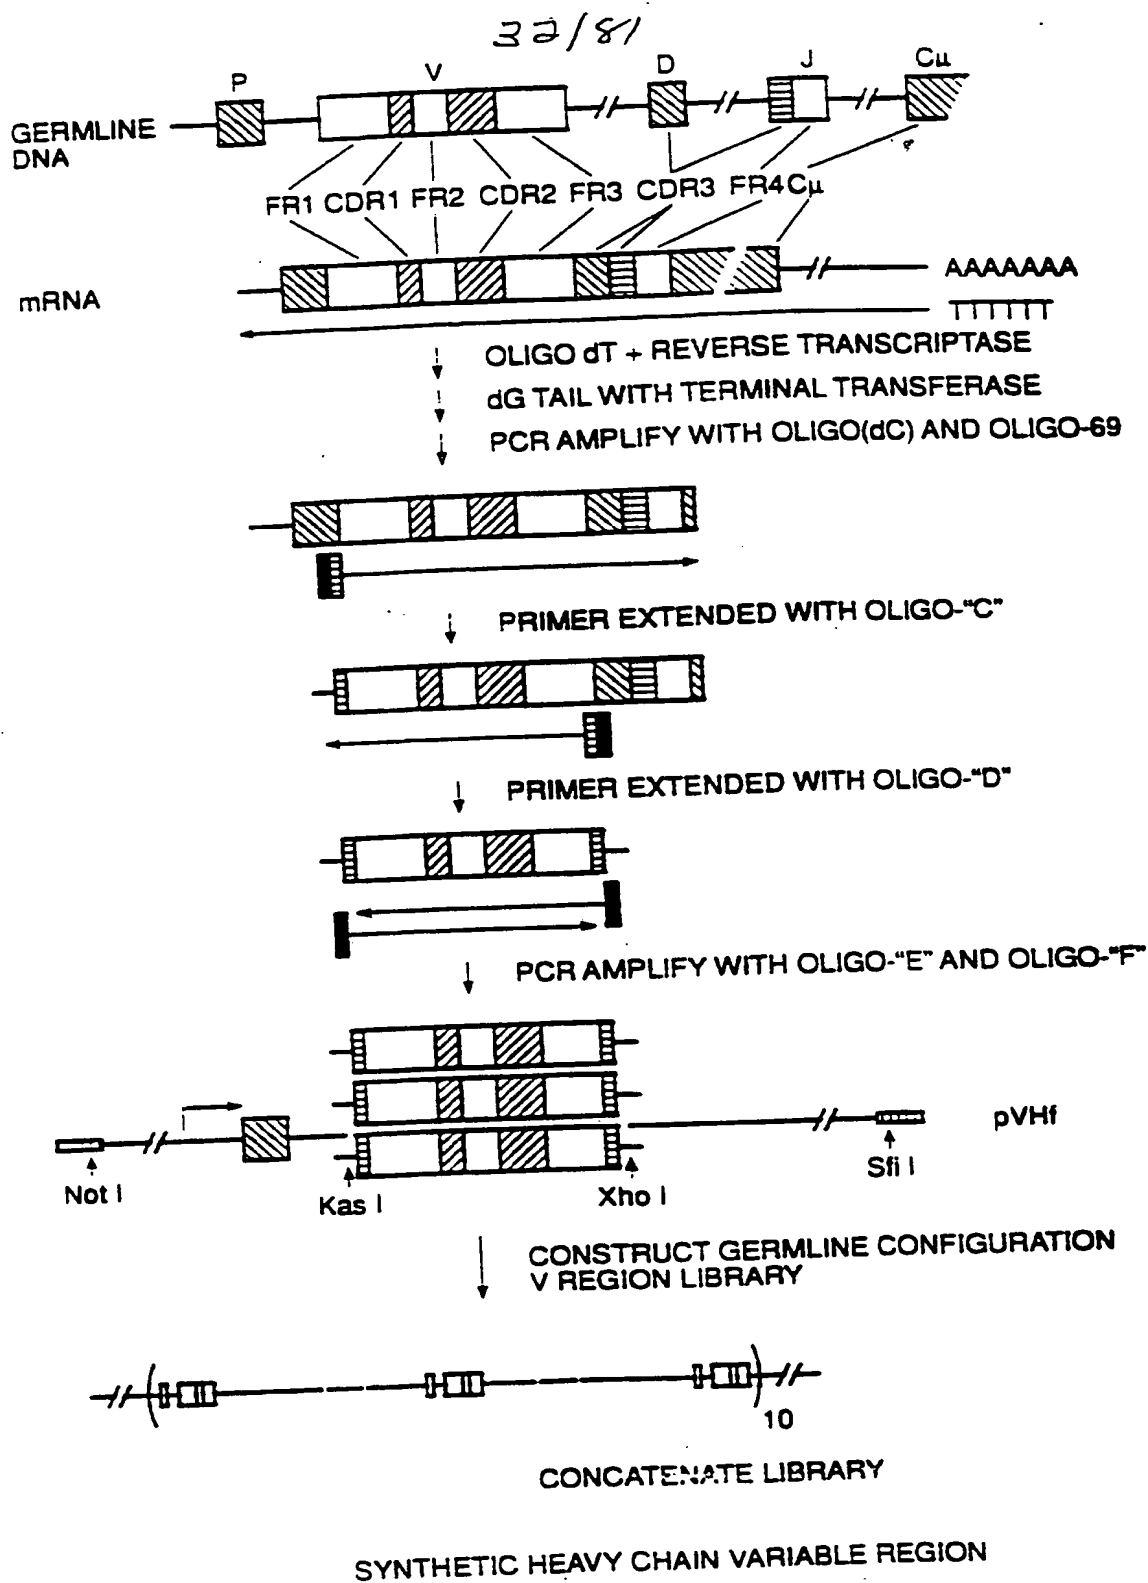 32/81
P V D J Cμ
GERMLINE
DNA
FR1 CDR1 FR2 CDR2 FR3 CDR3 FR4 Cμ
mRNA
AAAAAAA
TTTTTT
OLIGO dT + REVERSE TRANSCRIPTASE
dG TAIL WITH TERMINAL TRANSFERASE
PCR AMPLIFY WITH OLIGO(dC) AND OLIGO-69
PRIMER EXTENDED WITH OLIGO-"C"
PRIMER EXTENDED WITH OLIGO-"D"
PCR AMPLIFY WITH OLIGO-"E" AND OLIGO-"F"
pVHf
Not I Kas I Xho I Sfi I
CONSTRUCT GERMLINE CONFIGURATION
V REGION LIBRARY
10
CONCATENATE LIBRARY
SYNTHETIC HEAVY CHAIN VARIABLE REGION